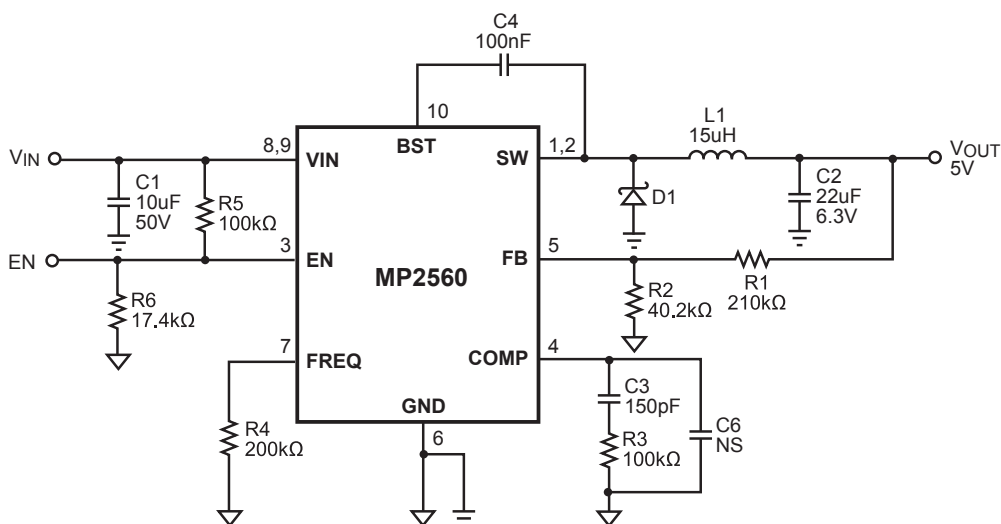 C4
100nF
10
BST
VIN
8,9
VIN
C1
10uF
50V
R5
100kΩ
EN
3
EN
R6
17.4kΩ
7
FREQ
R4
200kΩ
MP2560
GND
6
SW
1,2
L1
15uH
VOUT
5V
D1
C2
22uF
6.3V
FB
5
R2
40.2kΩ
R1
210kΩ
COMP
4
C3
150pF
R3
100kΩ
C6
NS